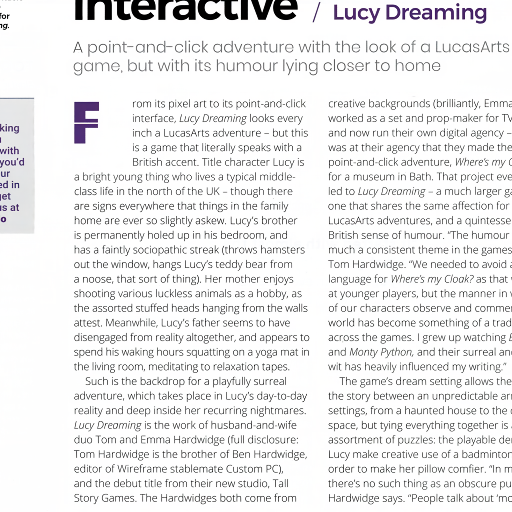 Interactive / Lucy Dreaming
A point-and-click adventure with the look of a LucasArts
game, but with its humour lying closer to home
for
ng.
king
with
you'd
ur
ed in
get
us at
o
From its pixel art to its point-and-click
interface, Lucy Dreaming looks every
inch a LucasArts adventure – but this
is a game that literally speaks with a
British accent. Title character Lucy is
a bright young thing who lives a typical middle-
class life in the north of the UK – though there
are signs everywhere that things in the family
home are ever so slightly askew. Lucy's brother
is permanently holed up in his bedroom, and
has a faintly sociopathic streak (throws hamsters
out the window, hangs Lucy's teddy bear from
a noose, that sort of thing). Her mother enjoys
shooting various luckless animals as a hobby, as
the assorted stuffed heads hanging from the walls
attest. Meanwhile, Lucy's father seems to have
disengaged from reality altogether, and appears to
spend his waking hours squatting on a yoga mat in
the living room, meditating to relaxation tapes.
Such is the backdrop for a playfully surreal
adventure, which takes place in Lucy's day-to-day
reality and deep inside her recurring nightmares.
Lucy Dreaming is the work of husband-and-wife
duo Tom and Emma Hardwidge (full disclosure:
Tom Hardwidge is the brother of Ben Hardwidge,
editor of Wireframe stablemate Custom PC),
and the debut title from their new studio, Tall
Story Games. The Hardwidges both come from
creative backgrounds (brilliantly, Emma
worked as a set and prop-maker for TV
and now run their own digital agency –
was at their agency that they made the
point-and-click adventure, Where's my C
for a museum in Bath. That project eve
led to Lucy Dreaming – a much larger ga
one that shares the same affection for
LucasArts adventures, and a quintesse
British sense of humour. "The humour
much a consistent theme in the games
Tom Hardwidge. "We needed to avoid a
language for Where's my Cloak? as that
at younger players, but the manner in v
of our characters observe and commer
world has become something of a trad
across the games. I grew up watching B
and Monty Python, and their surreal and
wit has heavily influenced my writing."
The game's dream setting allows the
the story between an unpredictable arr
settings, from a haunted house to the
space, but tying everything together is
assortment of puzzles: the playable der
Lucy make creative use of a badminton
order to make her pillow comfier. "In m
there's no such thing as an obscure pu
Hardwidge says. "People talk about 'mo